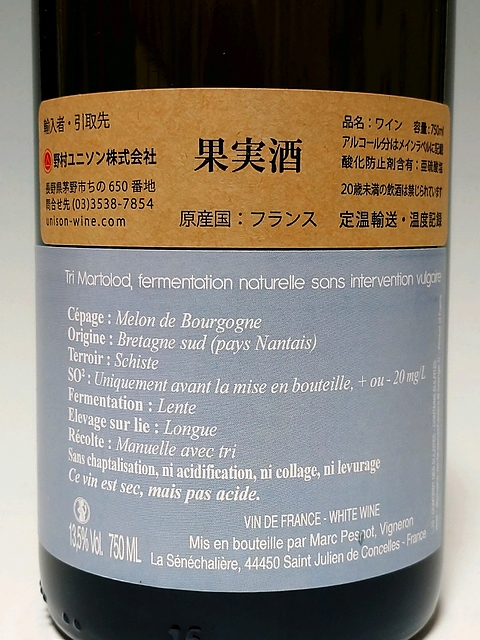 輸入者・引取先
野村ユニソン株式会社
長野県茅野市ちの650番地
問合せ先(03)3538-7854
unison-wine.com
果実酒
原産国：フランス
品名：ワイン 容量:750ml
アルコール分はメインラベルに記載
酸化防止剤含有：亜硫酸塩
20歳未満の飲酒は禁じられています
定温輸送・温度記録
Tri Martolod, fermentation naturelle sans intervention vulgaire
Cépage : Melon de Bourgogne
Origine : Bretagne sud (pays Nantais)
Terroir : Schiste
SO² : Uniquement avant la mise en bouteille, + ou - 20 mg/L
Fermentation : Lente
Elevage sur lie : Longue
Récolte : Manuelle avec tri
Sans chaptalisation, ni acidification, ni collage, ni levurage
Ce vin est sec, mais pas acide.
13,5% Vol. 750 ML
VIN DE FRANCE - WHITE WINE
Mis en bouteille par Marc Pesnot, Vigneron
La Sénéchalière, 44450 Saint Julien de Concelles - France